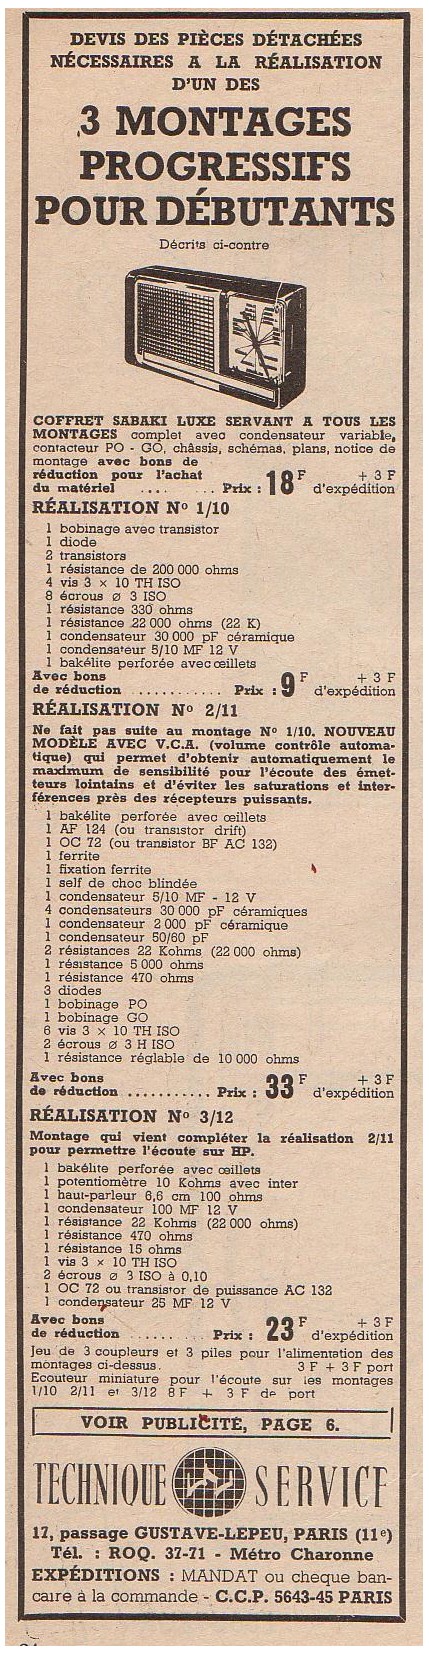 DEVIS DES PIÈCES DÉTACHÉES
NÉCESSAIRES A LA RÉALISATION
D'UN DES
3 MONTAGES
PROGRESSIFS
POUR DÉBUTANTS
Décrits ci-contre
COFFRET SABAKI LUXE SERVANT A TOUS LES
MONTAGES complet avec condensateur variable,
contacteur PO - GO, châssis, schémas, plans, notice de
montage avec bons de
réduction pour l'achat
du matériel .... ... Prix : 18 F + 3 F d'expédition
RÉALISATION No 1/10
1 bobinage avec transistor
1 diode
2 transistors
1 résistance de 200 000 ohms
4 vis 3 × 10 TH ISO
8 écrous ø 3 ISO
1 résistance 330 ohms
1 résistance 22 000 ohms (22 K)
1 condensateur 30 000 pF céramique
1 condensateur 5/10 MF 12 V
1 bakélite perforée avec œillets
Avec bons
de réduction ............ Prix : 9 F + 3 F d'expédition
RÉALISATION No 2/11
Ne fait pas suite au montage No 1/10. NOUVEAU
MODÈLE AVEC V.C.A. (volume contrôle automa-
tique) qui permet d'obtenir automatiquement le
maximum de sensibilité pour l'écoute des émet-
teurs lointains et d'éviter les saturations et inter-
férences près des récepteurs puissants.
1 bakélite perforée avec œillets
1 AF 124 (ou transistor drift)
1 OC 72 (ou transistor BF AC 132)
1 ferrite
1 fixation ferrite
1 self de choc blindée
1 condensateur 5/10 MF - 12 V
4 condensateurs 30 000 pF céramiques
1 condensateur 2 000 pF céramique
1 condensateur 50/60 pF
2 résistances 22 Kohms (22 000 ohms)
1 résistance 5 000 ohms
1 résistance 470 ohms
3 diodes
1 bobinage PO
1 bobinage GO
6 vis 3 × 10 TH ISO
2 écrous ø 3 H ISO
1 résistance réglable de 10 000 ohms
Avec bons
de réduction ........... Prix : 33 F + 3 F d'expédition
RÉALISATION No 3/12
Montage qui vient compléter la réalisation 2/11
pour permettre l'écoute sur HP.
1 bakélite perforée avec œillets
1 potentiomètre 10 Kohms avec inter
1 haut-parleur 6,6 cm 100 ohms
1 condensateur 100 MF 12 V
1 résistance 22 Kohms (22 000 ohms)
1 résistance 470 ohms
1 résistance 15 ohms
1 vis 3 × 10 TH ISO
2 écrous ø 3 ISO à 0,10
1 OC 72 ou transistor de puissance AC 132
1 condensateur 25 MF 12 V
Avec bons
de réduction ....... .. Prix : 23 F + 3 F d'expédition
Jeu de 3 coupleurs et 3 piles pour l'alimentation des
montages ci-dessus. 3 F + 3 F port
Ecouteur miniature pour l'écoute sur les montages
1/10 2/11 et 3/12 8 F + 3 F de port
VOIR PUBLICITÉ, PAGE 6.
TECHNIQUE SERVICE
17, passage GUSTAVE-LEPEU, PARIS (11e)
Tél. : ROQ. 37-71 - Métro Charonne
EXPÉDITIONS : MANDAT ou cheque ban-
caire à la commande - C.C.P. 5643-45 PARIS